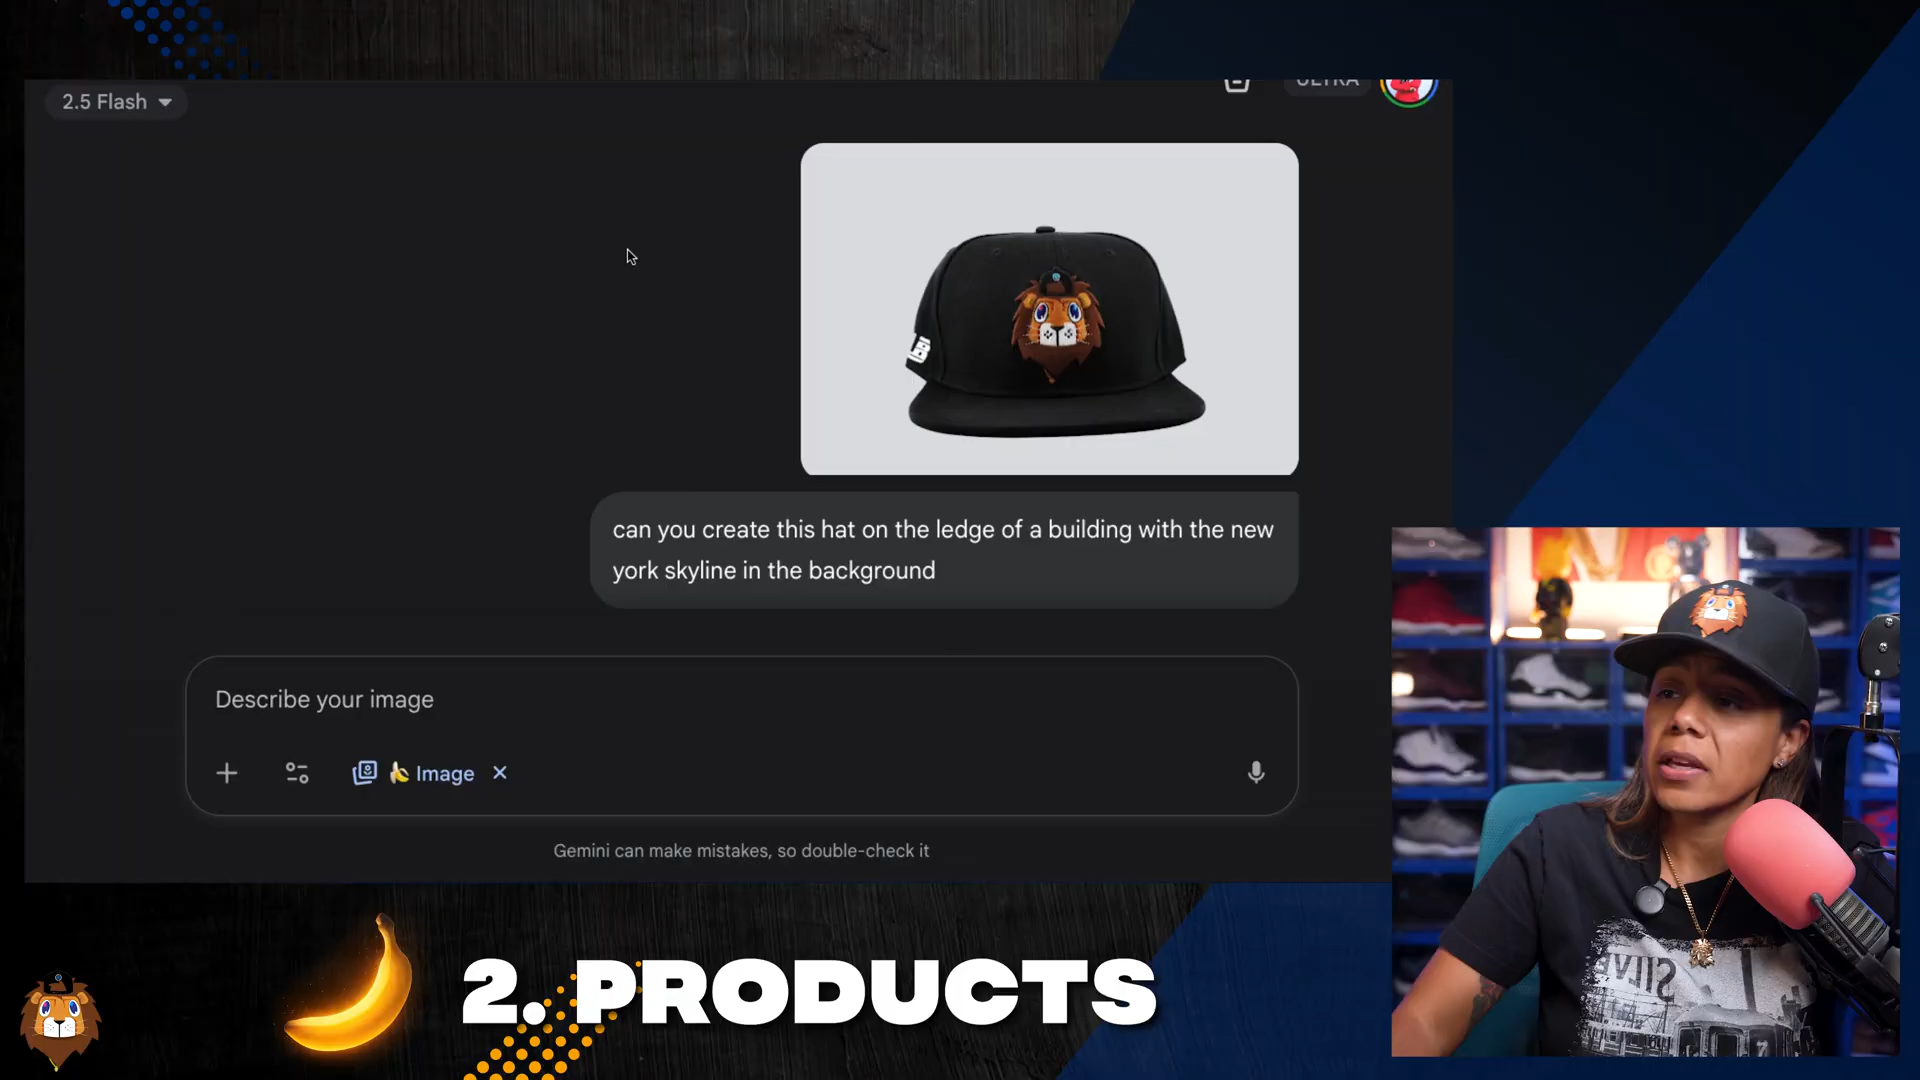 2.5 Flash
ULTRA
can you create this hat on the ledge of a building with the new
york skyline in the background
Describe your image
Image
Gemini can make mistakes, so double-check it
2. PRODUCTS